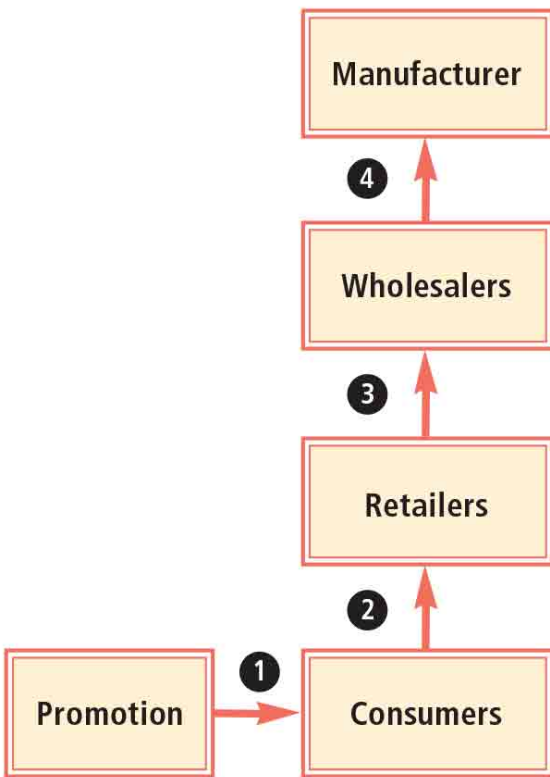 Manufacturer
4
Wholesalers
3
Retailers
2
Promotion
1
Consumers